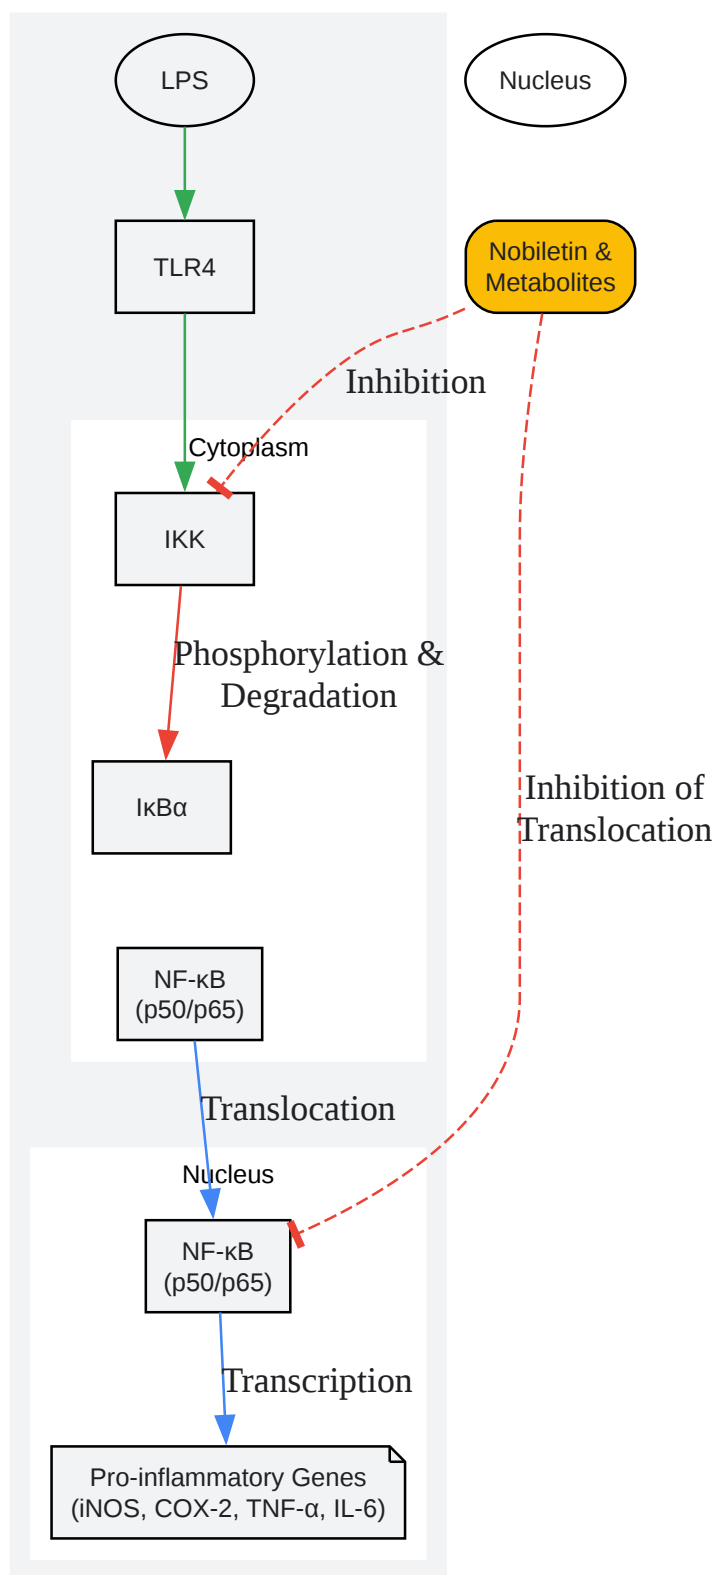 LPS
Nucleus
TLR4
Nobiletin &
Metabolites
Inhibition
Cytoplasm
IKK
Phosphorylation &
Degradation
IκBα
Inhibition of
Translocation
NF-κB
(p50/p65)
Translocation
Nucleus
NF-κB
(p50/p65)
Transcription
Pro-inflammatory Genes
(iNOS, COX-2, TNF-α, IL-6)